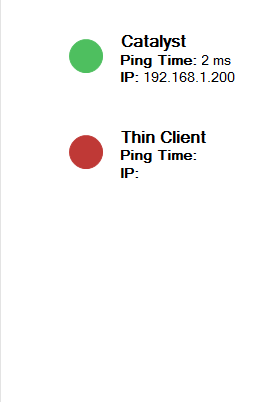 Catalyst
Ping Time: 2 ms
IP: 192.168.1.200
Thin Client
Ping Time:
IP: